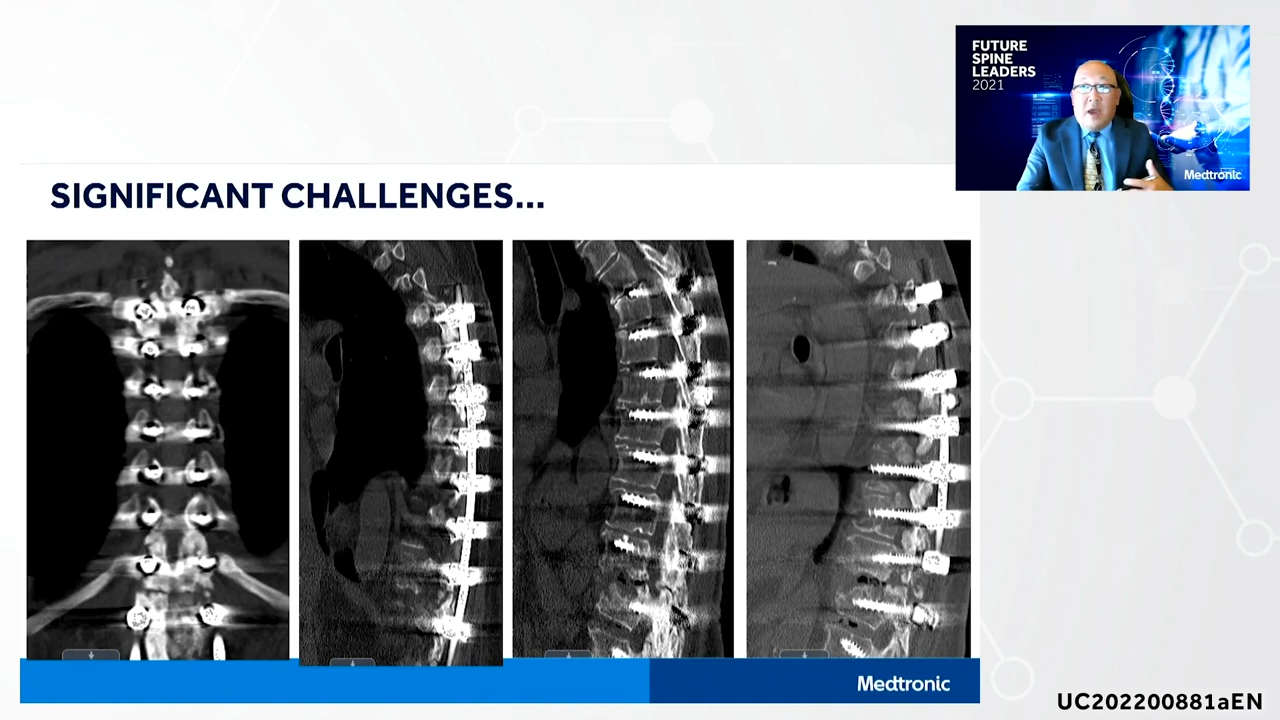 FUTURE
SPINE
LEADERS
2021
Medtronic
SIGNIFICANT CHALLENGES...
Medtronic
UC202200881aEN